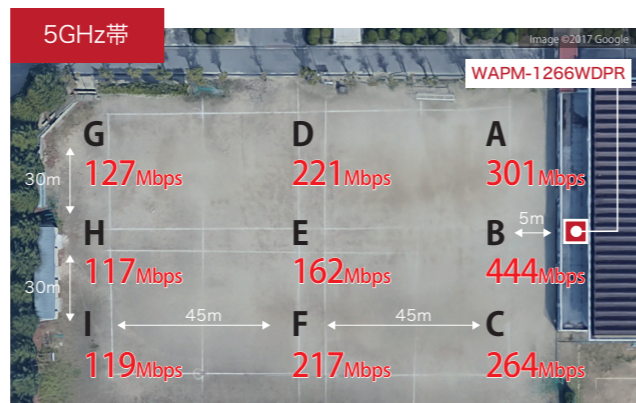 5GHz帯
Image ©2017 Google
WAPM-1266WDPR
G
127Mbps
D
221Mbps
A
301Mbps
30m
H
117Mbps
E
162Mbps
B
444Mbps
5m
30m
45m
45m
I
119Mbps
F
217Mbps
C
264Mbps